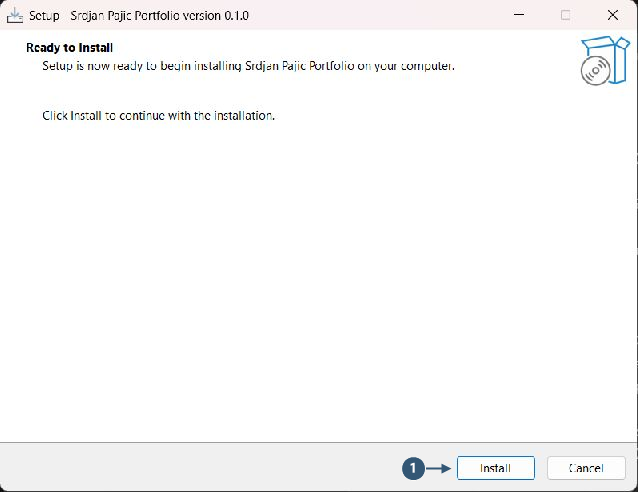 Setup - Srdjan Pajic Portfolio version 0.1.0
Ready to Install
Setup is now ready to begin installing Srdjan Pajic Portfolio on your computer.
Click Install to continue with the installation.
1
Install
Cancel